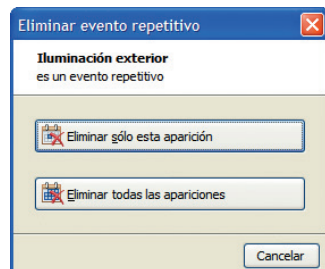 Eliminar evento repetitivo
Iluminación exterior
es un evento repetitivo
Eliminar sólo esta aparición
Eliminar todas las apariciones
Cancelar